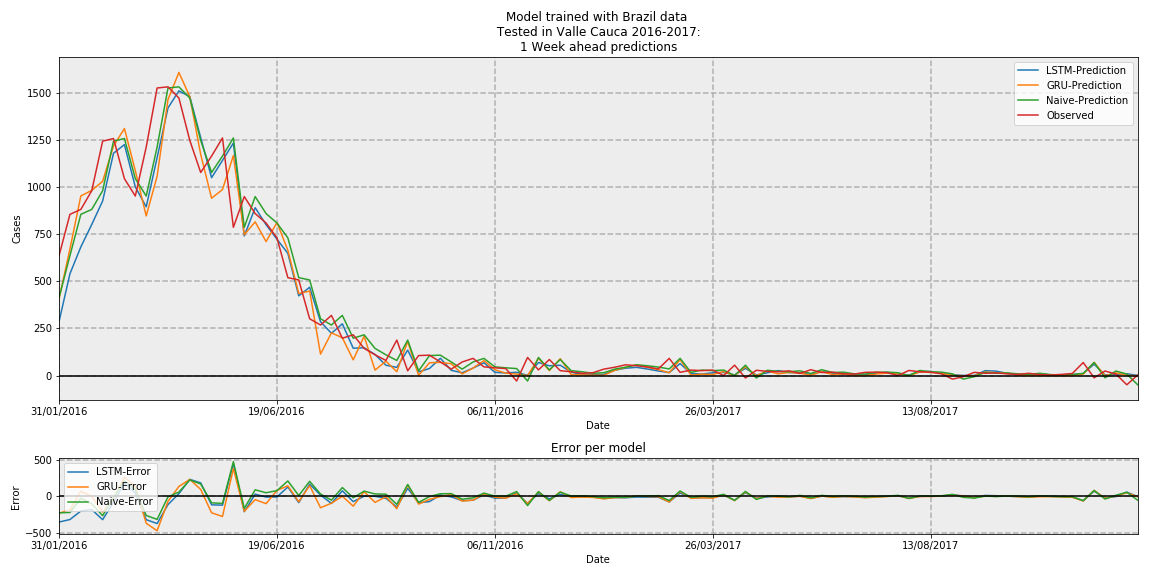 Model trained with Brazil data
Tested in Valle Cauca 2016-2017:
1 Week ahead predictions
LSTM-Prediction
GRU-Prediction
Naive-Prediction
Observed
Cases
1500
1250
1000
750
500
250
0
31/01/2016 19/06/2016 06/11/2016 26/03/2017 13/08/2017
Date
Error per model
LSTM-Error
GRU-Error
Naive-Error
Error
500
0
−500
31/01/2016 19/06/2016 06/11/2016 26/03/2017 13/08/2017
Date